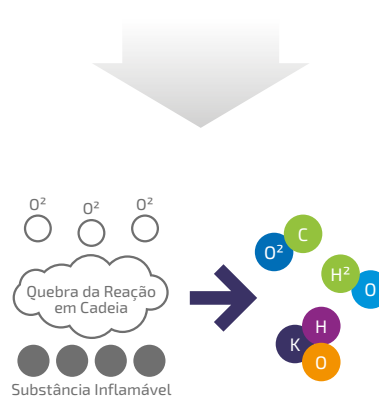 O²
O²
O²
Quebra da Reação
em Cadeia
Substância Inflamável
C
O²
H²
O
H
K
O